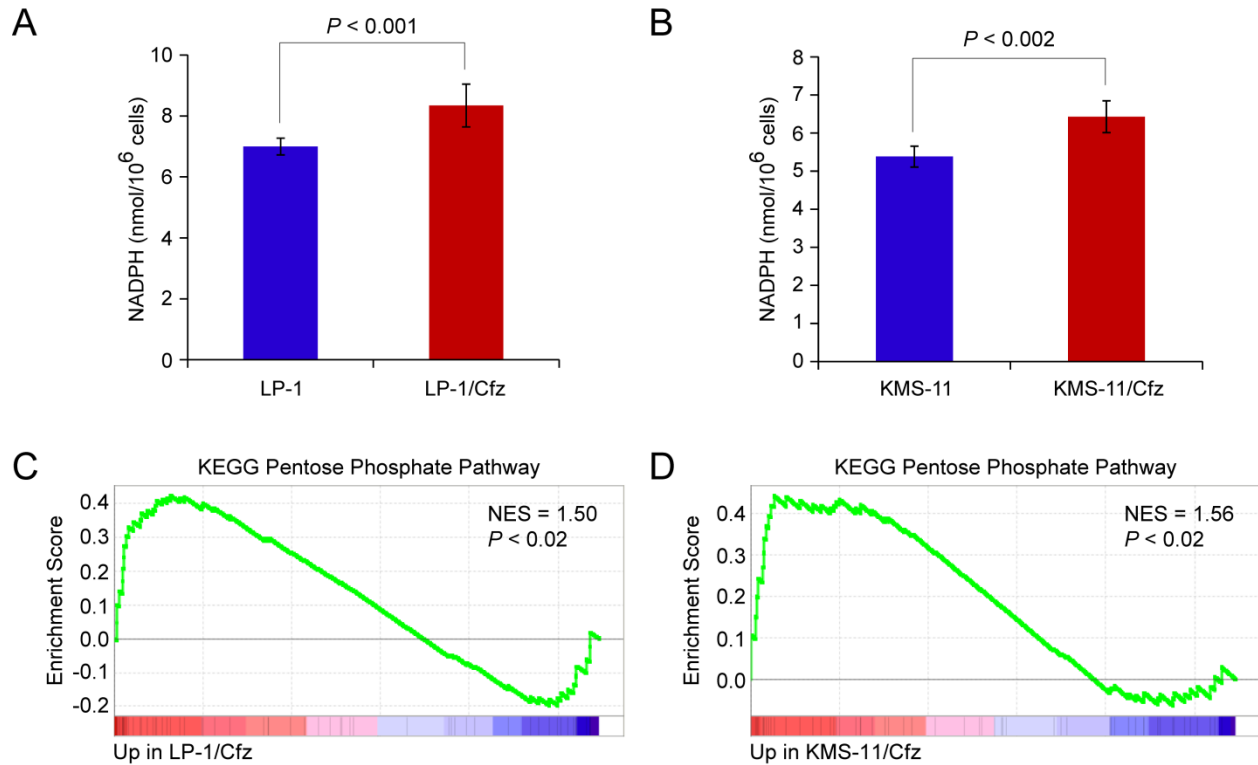 A
P < 0.001
NADPH (nmol/10⁶ cells)
10
8
6
4
2
0
LP-1
LP-1/Cfz
B
P < 0.002
NADPH (nmol/10⁶ cells)
8
7
6
5
4
3
2
1
0
KMS-11
KMS-11/Cfz
C
KEGG Pentose Phosphate Pathway
NES = 1.50
P < 0.02
Enrichment Score
0.4
0.3
0.2
0.1
0.0
-0.1
-0.2
Up in LP-1/Cfz
D
KEGG Pentose Phosphate Pathway
NES = 1.56
P < 0.02
Enrichment Score
0.4
0.3
0.2
0.1
0.0
Up in KMS-11/Cfz